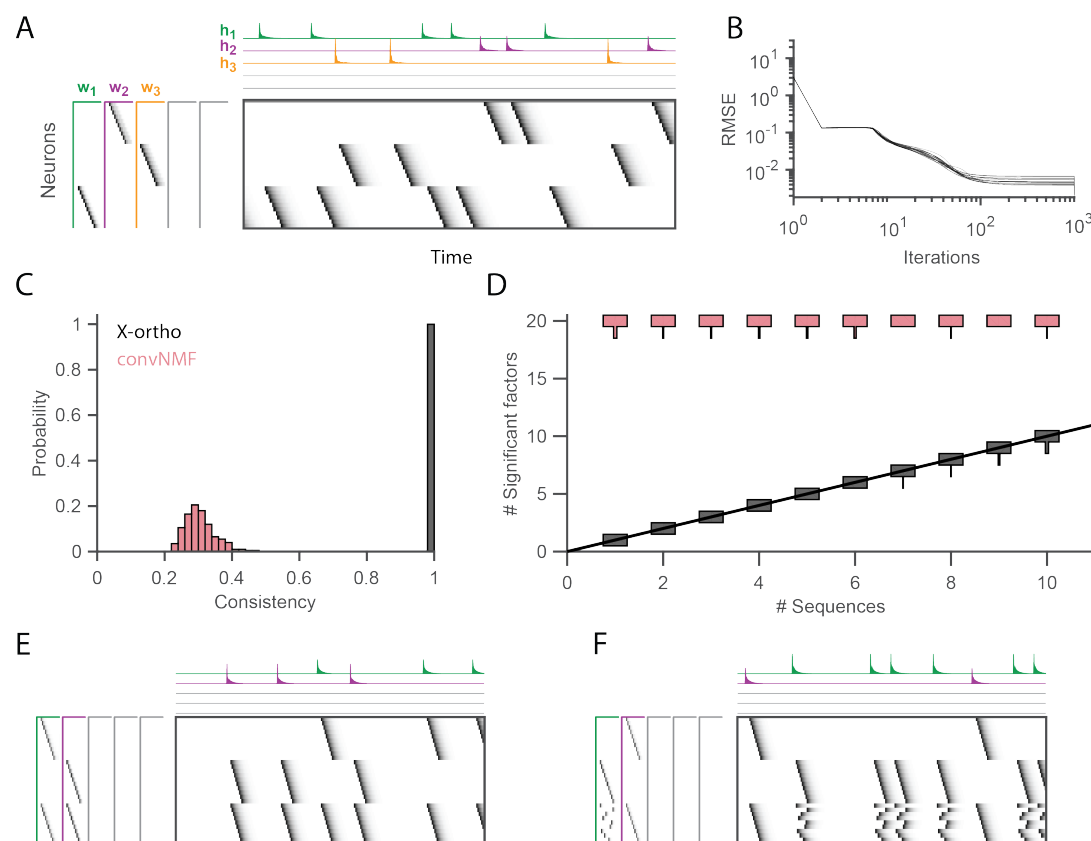 A
h1
h2
h3
w1 w2 w3
Neurons
Time
B
RMSE
10^1
10^0
10^-1
10^-2
10^0 10^1 10^2 10^3
Iterations
C
X-ortho
convNMF
Probability
1
0.8
0.6
0.4
0.2
0
0 0.2 0.4 0.6 0.8 1
Consistency
D
# Significant factors
20
15
10
5
0
0 2 4 6 8 10
# Sequences
E
F